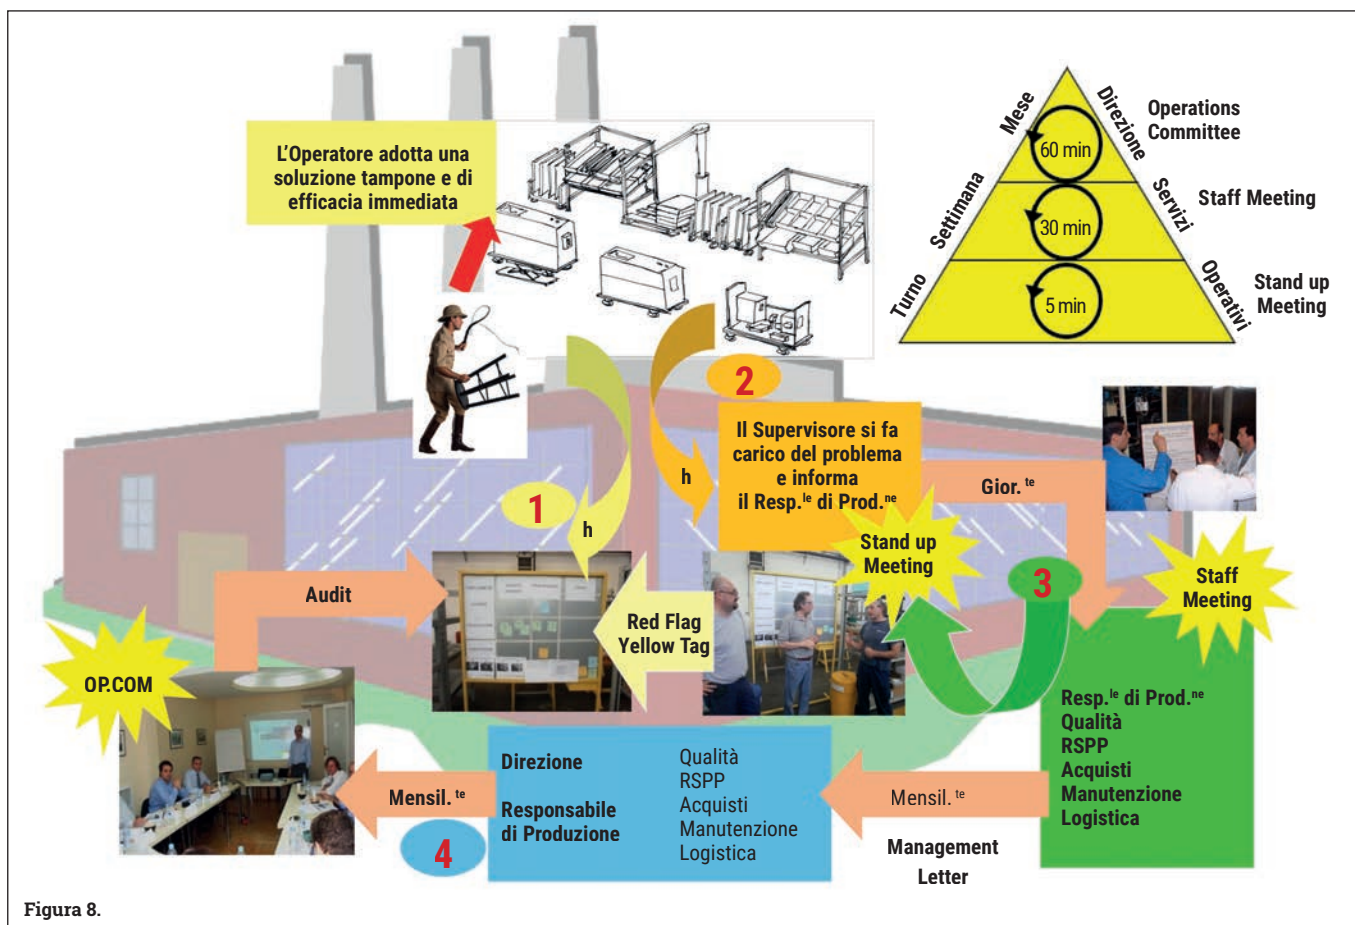 L'Operatore adotta una
soluzione tampone e di
efficacia immediata
Mese
Direzione
Operations
Committee
60 min
Settimana
Servizi
Staff Meeting
30 min
Turno
Operativi
Stand up
Meeting
5 min
2
Il Supervisore si fa
carico del problema
e informa
il Resp.le di Prod.ne
h
Gior.te
1
h
Stand up
Meeting
3
Staff
Meeting
Audit
Red Flag
Yellow Tag
OP.COM
Resp.le di Prod.ne
Qualità
RSPP
Acquisti
Manutenzione
Logistica
Direzione
Responsabile
di Produzione
Qualità
RSPP
Acquisti
Manutenzione
Logistica
Mensil.te
Mensil.te
4
Management
Letter
Figura 8.